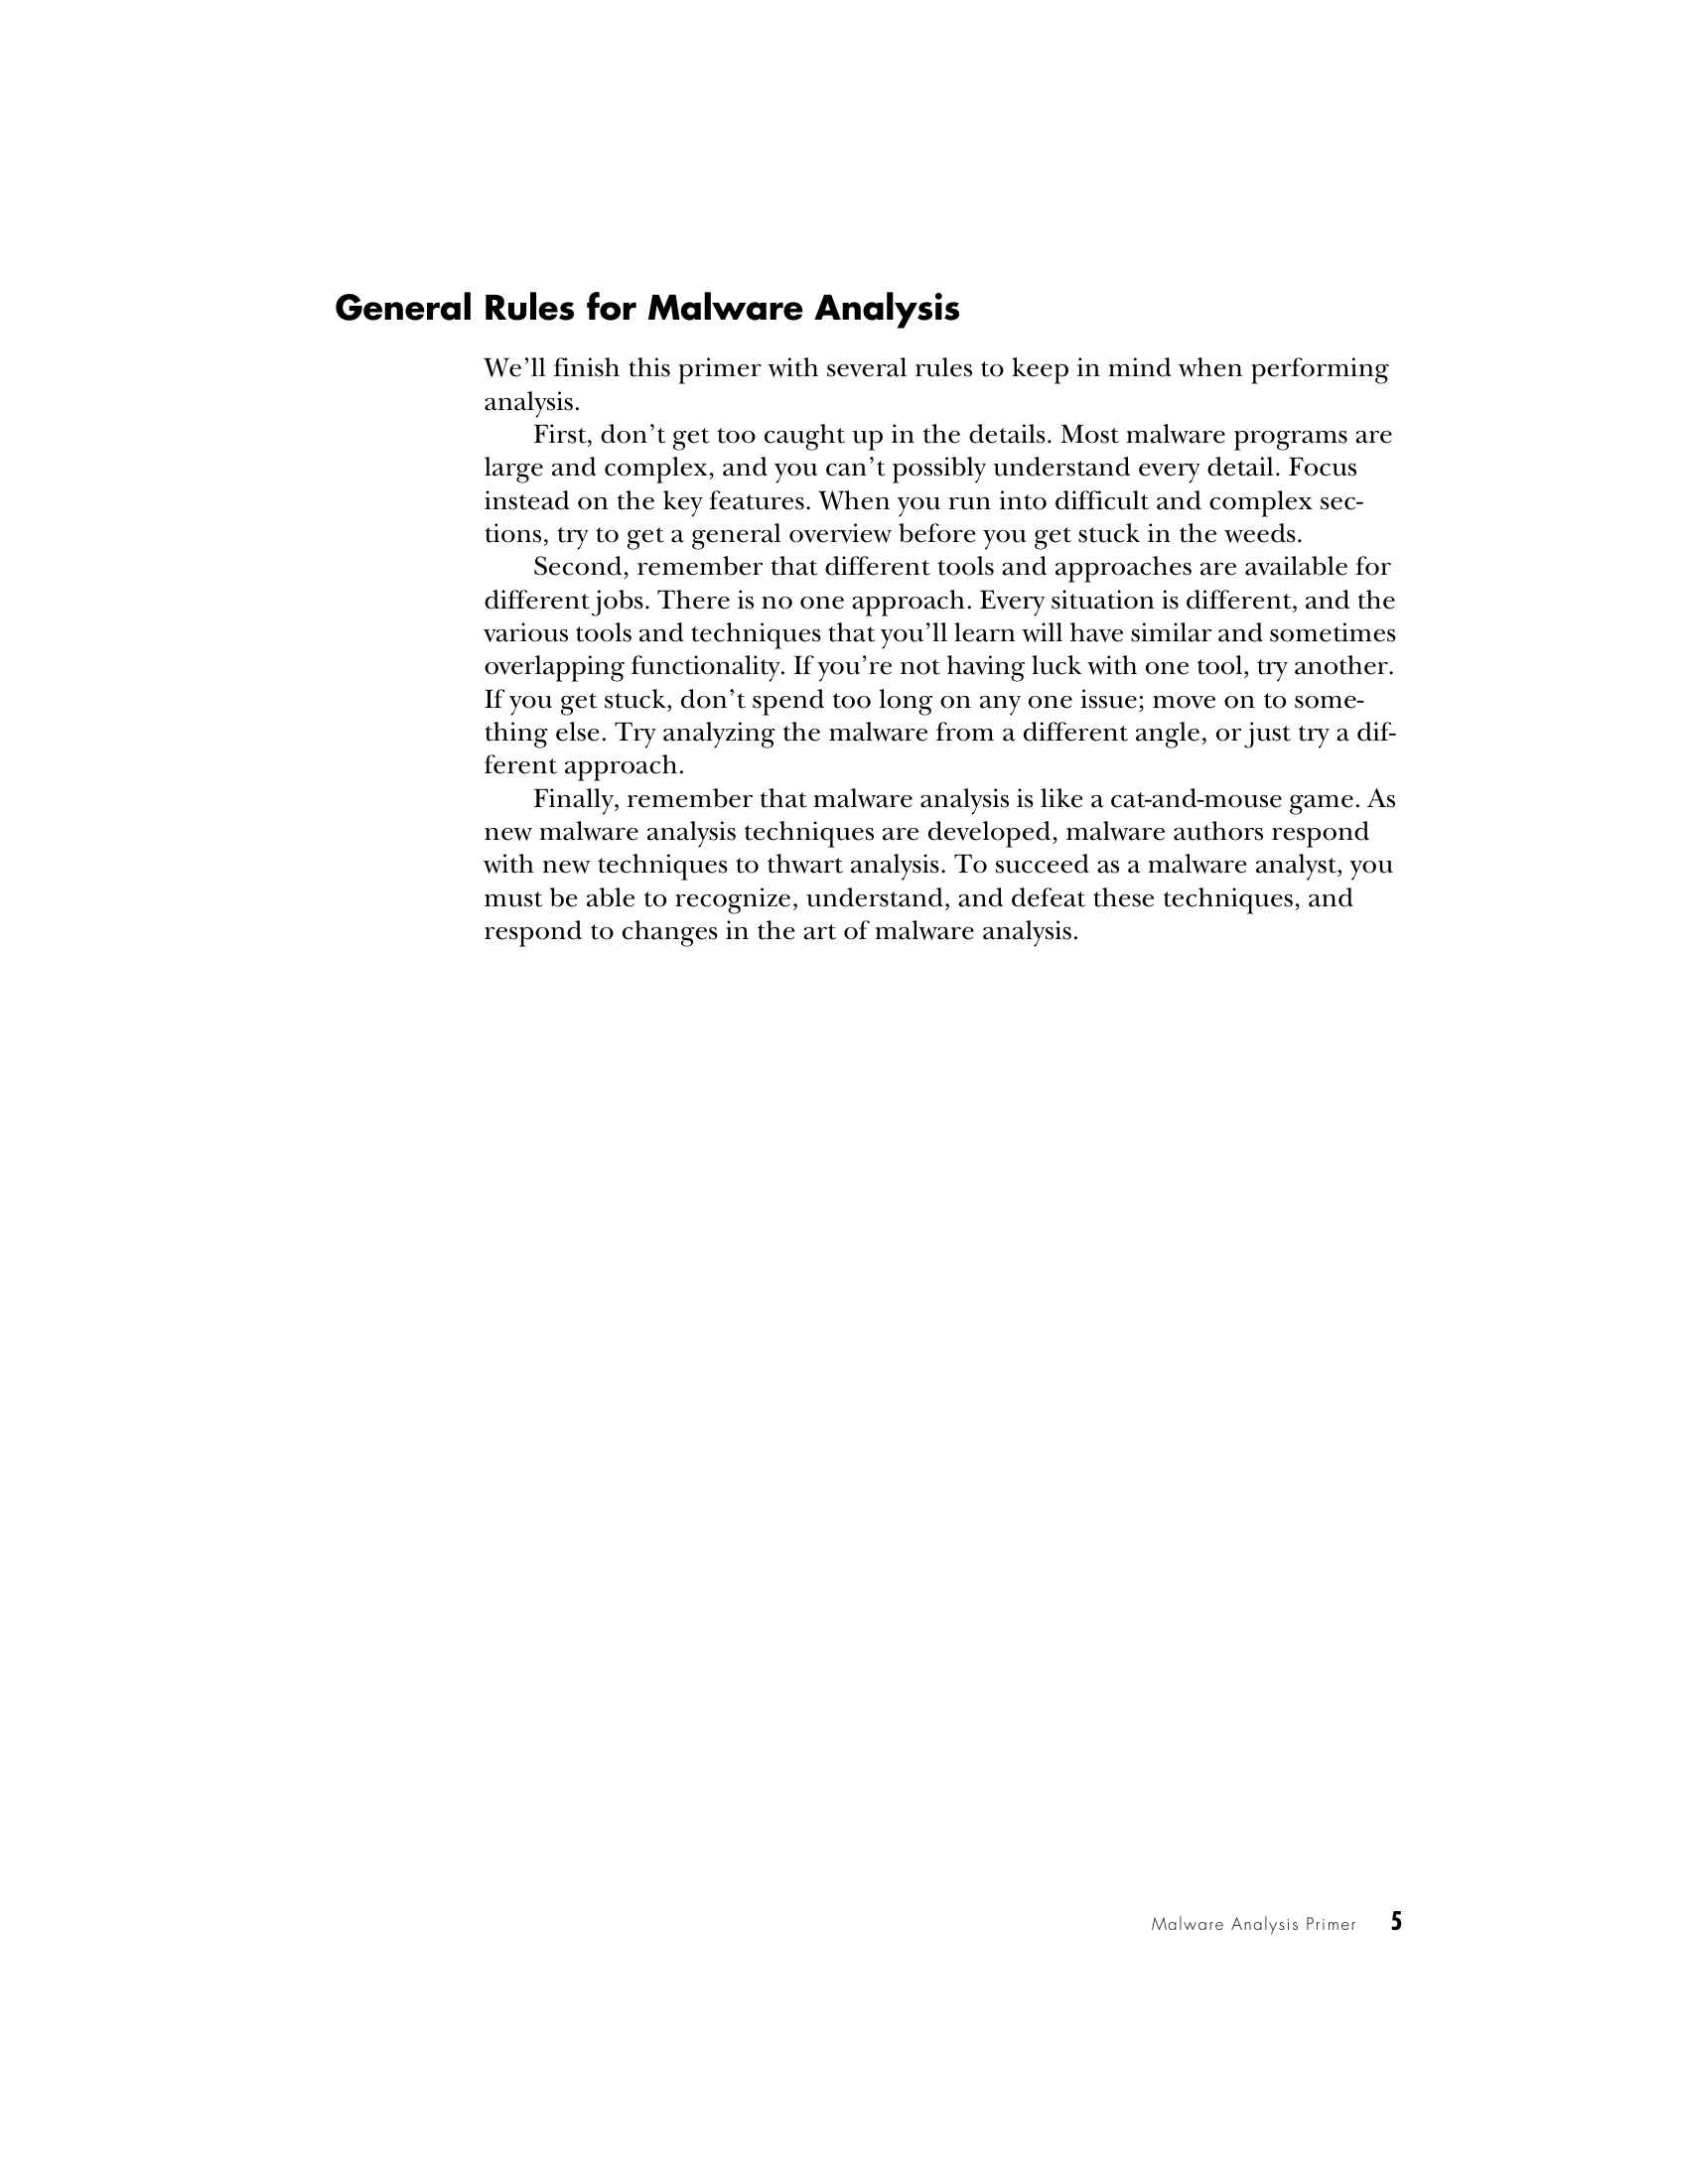 General Rules for Malware Analysis
We’ll finish this primer with several rules to keep in mind when performing
analysis.
First, don’t get too caught up in the details. Most malware programs are
large and complex, and you can’t possibly understand every detail. Focus
instead on the key features. When you run into difficult and complex sec-
tions, try to get a general overview before you get stuck in the weeds.
Second, remember that different tools and approaches are available for
different jobs. There is no one approach. Every situation is different, and the
various tools and techniques that you’ll learn will have similar and sometimes
overlapping functionality. If you’re not having luck with one tool, try another.
If you get stuck, don’t spend too long on any one issue; move on to some-
thing else. Try analyzing the malware from a different angle, or just try a dif-
ferent approach.
Finally, remember that malware analysis is like a cat-and-mouse game. As
new malware analysis techniques are developed, malware authors respond
with new techniques to thwart analysis. To succeed as a malware analyst, you
must be able to recognize, understand, and defeat these techniques, and
respond to changes in the art of malware analysis.
Malware Analysis Primer 5